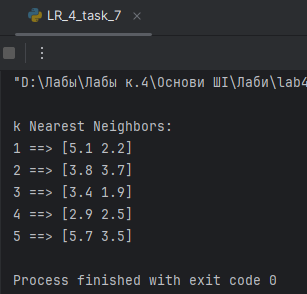 LR_4_task_7
"D:\Лабы\Лабы к.4\Основи ШІ\Лаби\lab4
k Nearest Neighbors:
1 ==> [5.1 2.2]
2 ==> [3.8 3.7]
3 ==> [3.4 1.9]
4 ==> [2.9 2.5]
5 ==> [5.7 3.5]
Process finished with exit code 0